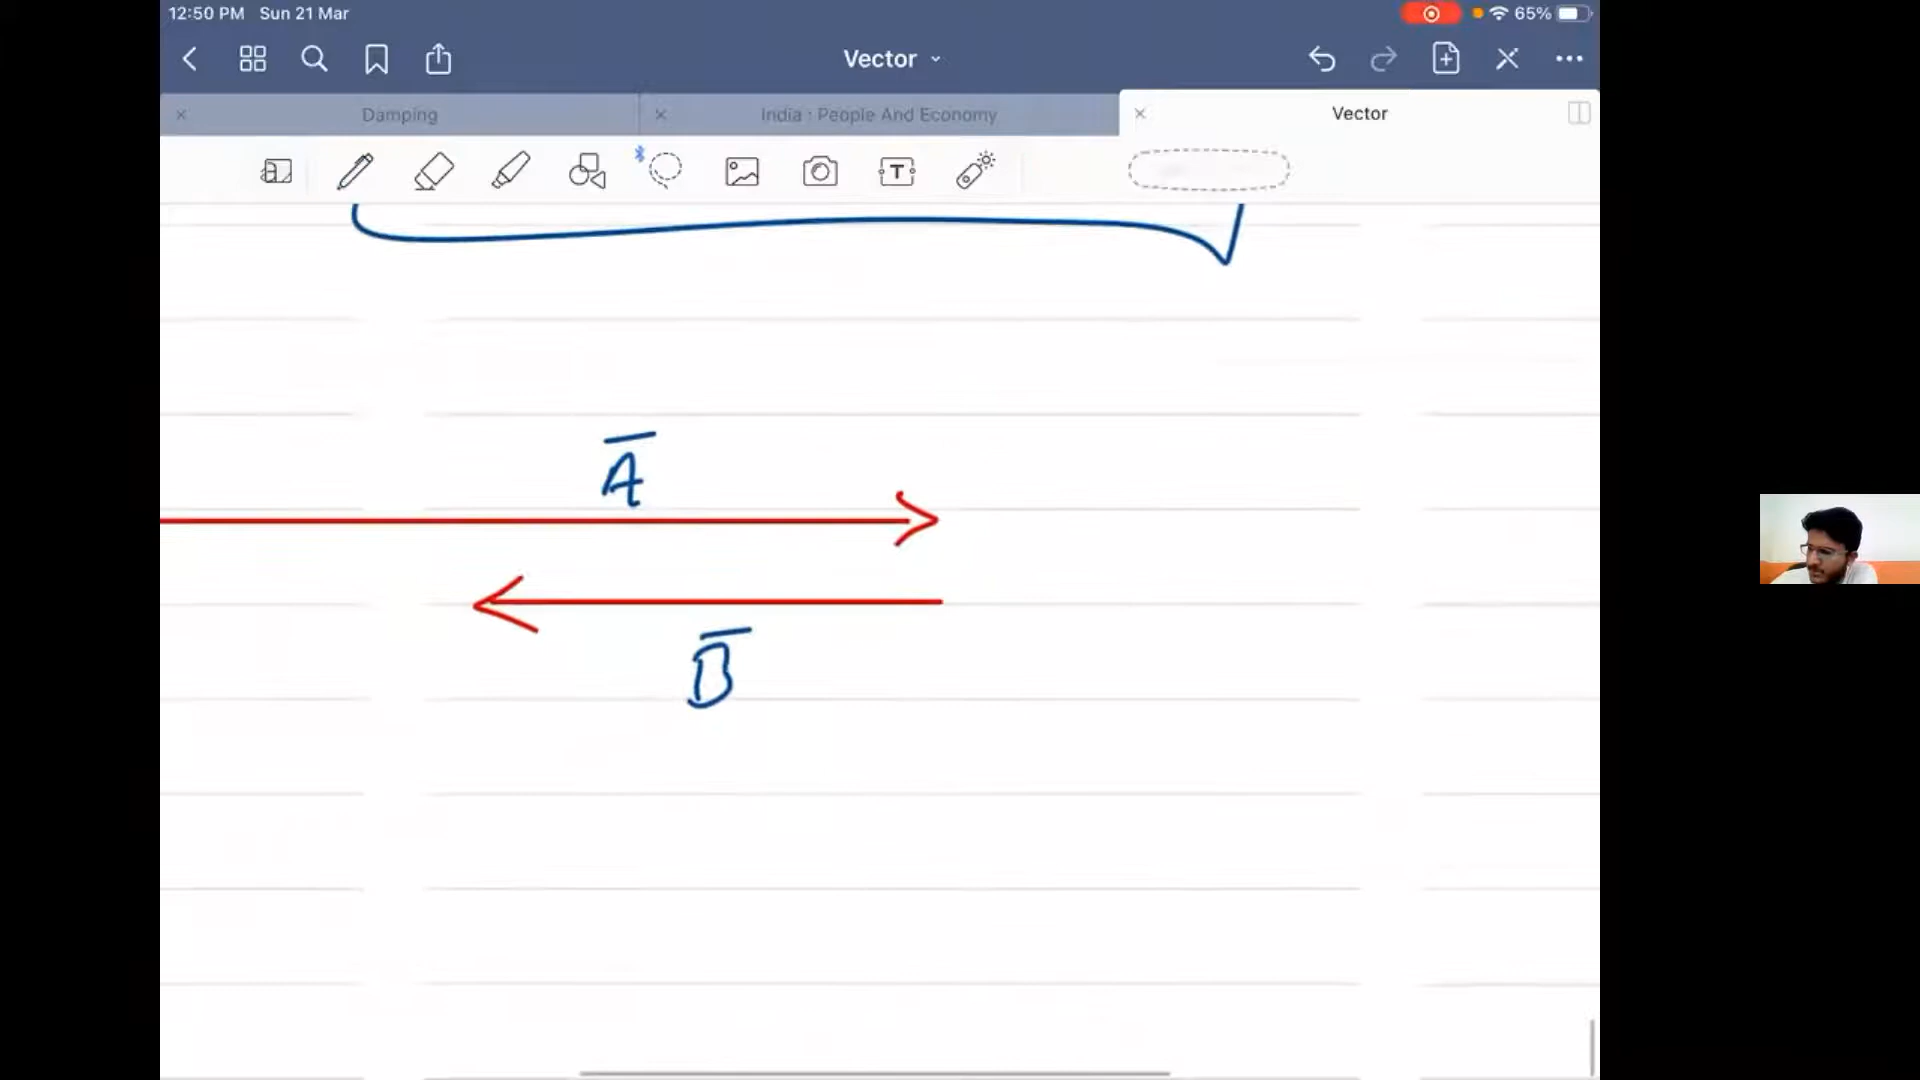 12:50 PM Sun 21 Mar
65%
Vector
Damping
India : People And Economy
Vector
T
A
B